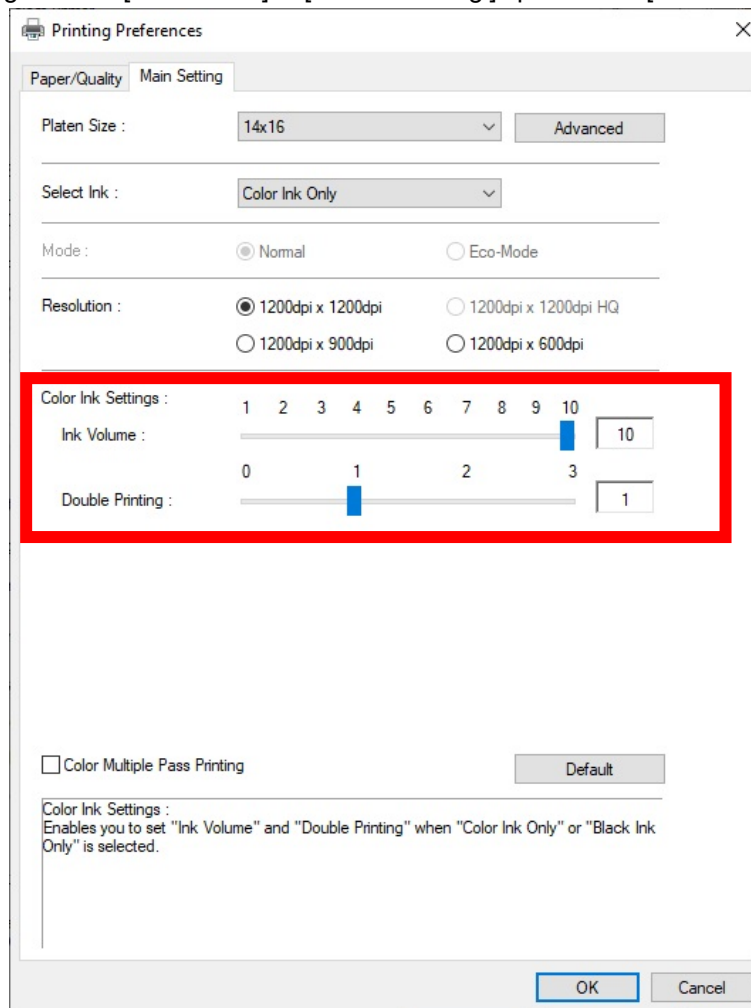 Printing Preferences
Paper/Quality Main Setting
Platen Size : 14x16 Advanced
Select Ink : Color Ink Only
Mode : Normal Eco-Mode
Resolution : 1200dpi x 1200dpi 1200dpi x 1200dpi HQ
1200dpi x 900dpi 1200dpi x 600dpi
Color Ink Settings :
1 2 3 4 5 6 7 8 9 10
Ink Volume : 10
0 1 2 3
Double Printing : 1
Color Multiple Pass Printing Default
Color Ink Settings :
Enables you to set "Ink Volume" and "Double Printing" when "Color Ink Only" or "Black Ink
Only" is selected.
OK Cancel